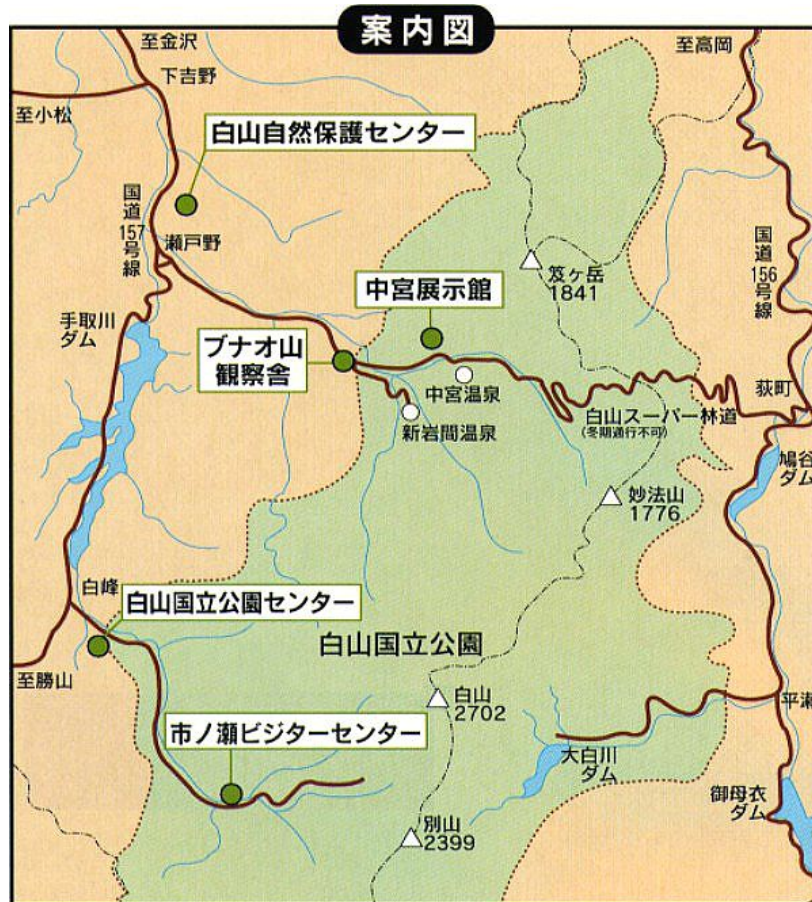 案内図
至金沢
下吉野
至高岡
至小松
白山自然保護センター
国道
157
号線
瀬戸野
国道
156
号線
笈ヶ岳
1841
中宮展示館
手取川
ダム
ブナオ山
観察舎
中宮温泉
荻町
白山スーパー林道
(冬期通行不可)
新岩間温泉
鳩谷
ダム
妙法山
1776
白峰
白山国立公園センター
白山国立公園
至勝山
白山
2702
平瀬
市ノ瀬ビジターセンター
大白川
ダム
御母衣
ダム
別山
2399